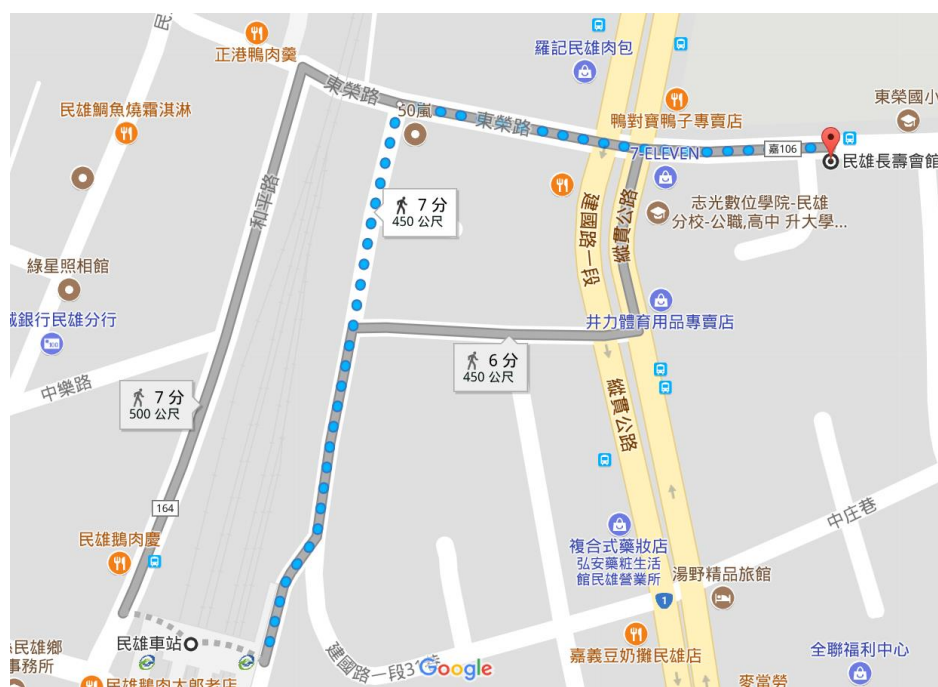 民
正港鴨肉羹
羅記民雄肉包
東榮路
50嵐
東榮路
鴨對寶鴨子專賣店
東榮國小
民雄鯛魚燒霜淇淋
7-ELEVEN
嘉106
民雄長壽會館
和平路
7 分
450 公尺
建國路一段
縱貫公路
志光數位學院-民雄
分校-公職,高中 升大學...
綠星照相館
銀行民雄分行
井力體育用品專賣店
中樂路
6 分
450 公尺
7 分
500 公尺
縱貫公路
164
中庄巷
民雄鵝肉慶
複合式藥妝店
弘安藥粧生活
館民雄營業所
湯野精品旅館
1
民雄車站
民雄鄉
事務所
建國路一段3
Google
嘉義豆奶攤民雄店
全聯福利中心
民雄鵝肉大郎老店
麥當勞